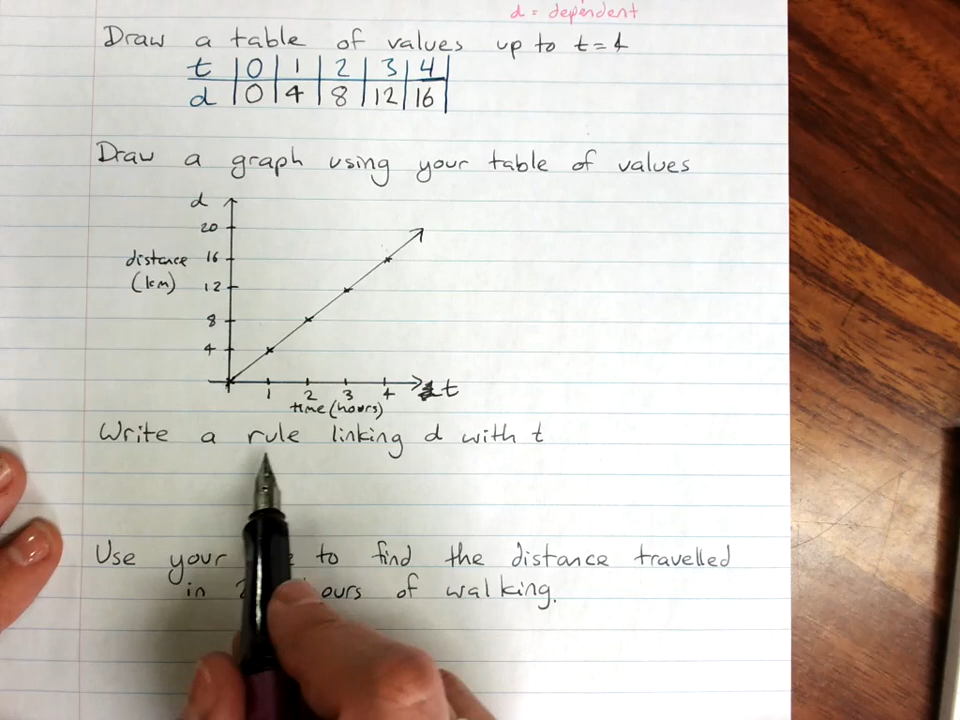 d = dependent
Draw a table of values up to t = 4
t 0 1 2 3 4
d 0 4 8 12 16
Draw a graph using your table of values
d
20
distance 16
(km)
12
8
4
1 2 3 4 t
time (hours)
Write a rule linking d with t
Use your to find the distance travelled
in of walking.